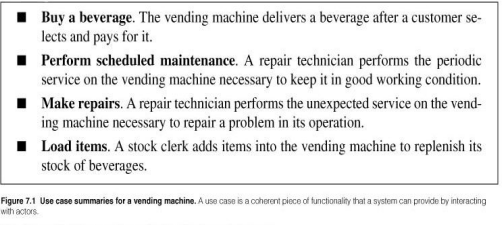 ■ Buy a beverage. The vending machine delivers a beverage after a customer se-
lects and pays for it.
■ Perform scheduled maintenance. A repair technician performs the periodic
service on the vending machine necessary to keep it in good working condition.
■ Make repairs. A repair technician performs the unexpected service on the vend-
ing machine necessary to repair a problem in its operation.
■ Load items. A stock clerk adds items into the vending machine to replenish its
stock of beverages.
Figure 7.1 Use case summaries for a vending machine. A use case is a coherent piece of functionality that a system can provide by interacting
with actors.